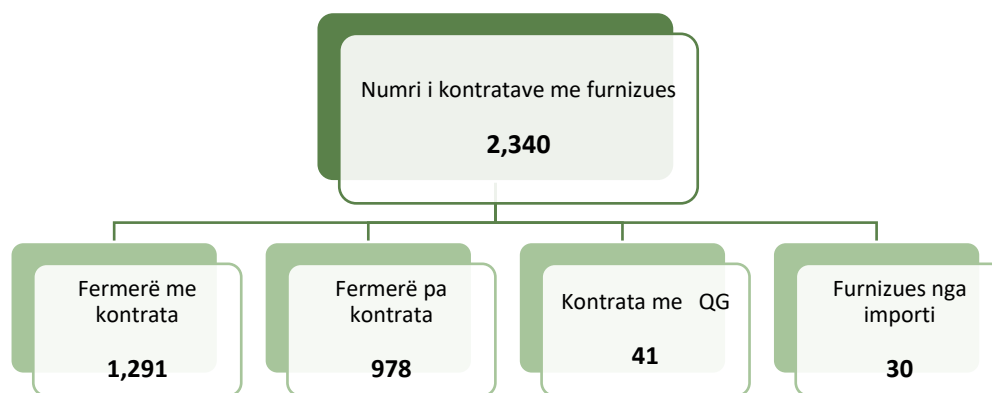 Numri i kontratave me furnizues
2,340
Fermerë me
kontrata
1,291
Fermerë pa
kontrata
978
Kontrata me QG
41
Furnizues nga
importi
30